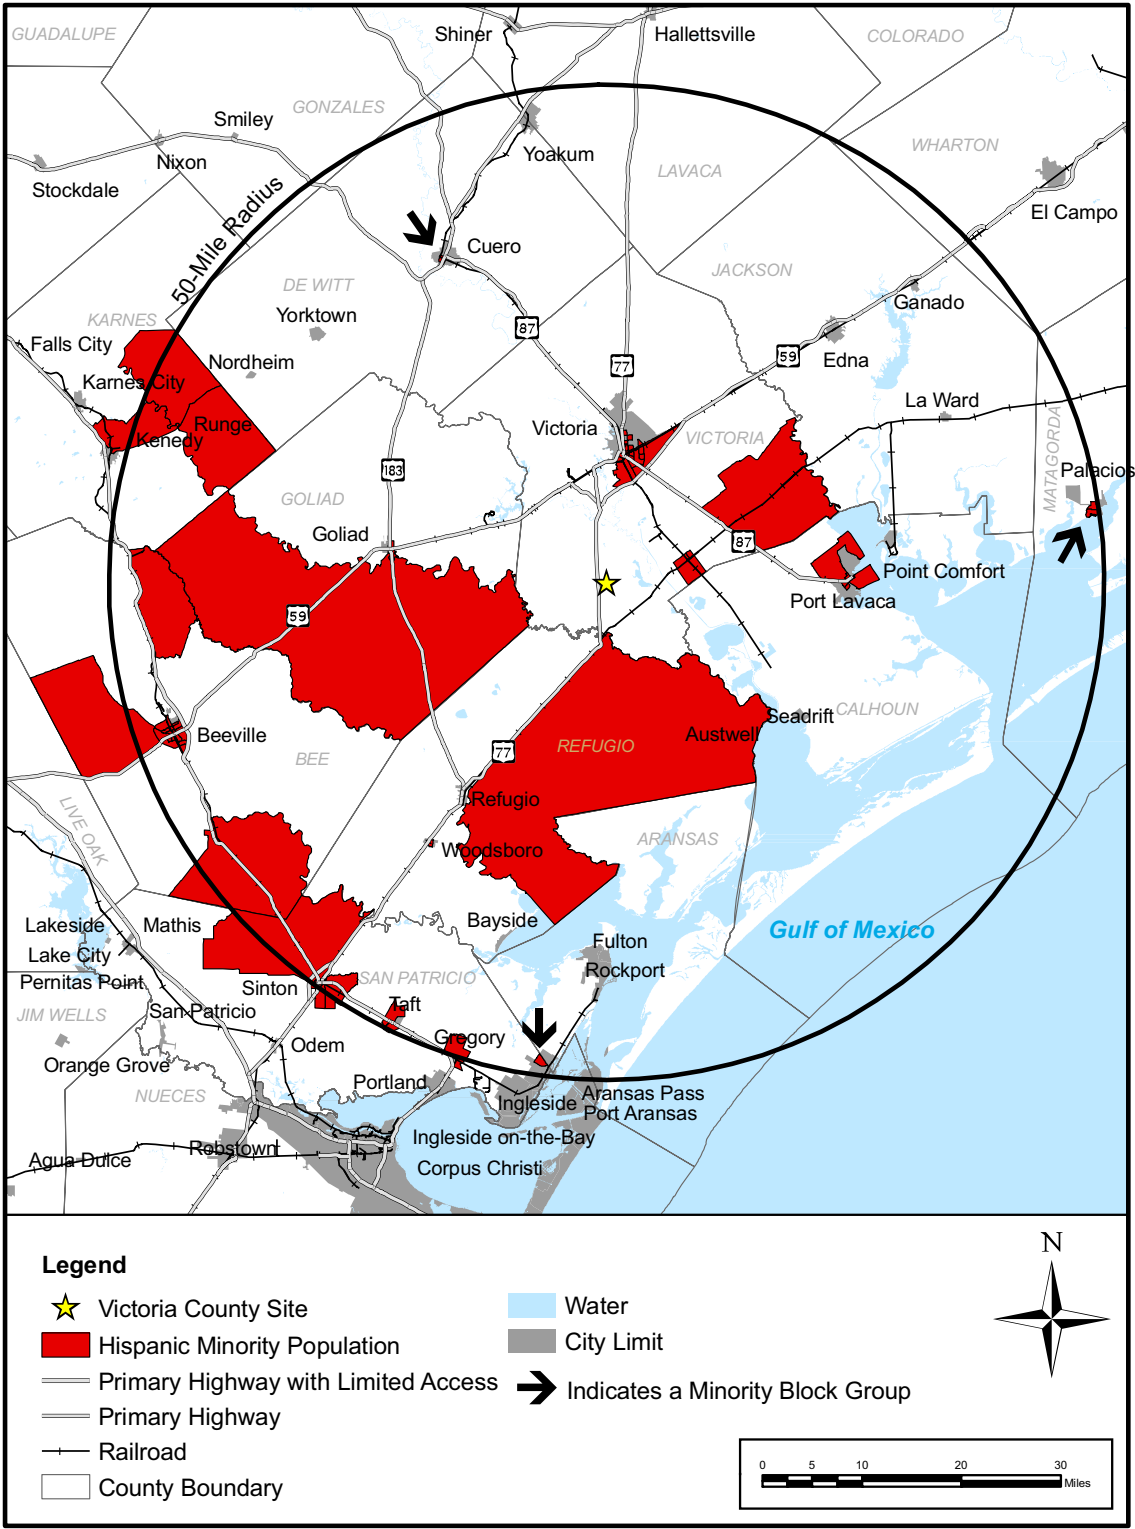 GUADALUPE
Shiner
Hallettsville
COLORADO
GONZALES
Smiley
Nixon
Yoakum
Stockdale
LAVACA
WHARTON
El Campo
50-Mile Radius
Cuero
DE WITT
JACKSON
Ganado
KARNES
Yorktown
87
59
77
Edna
Falls City
Nordheim
Karnes City
La Ward
Runge
Kenedy
Victoria
VICTORIA
MATAGORDA
Palacios
183
GOLIAD
Goliad
87
Point Comfort
Port Lavaca
59
Seadrift
CALHOUN
Austwell
Beeville
REFUGIO
77
BEE
Refugio
LIVE OAK
ARANSAS
Woodsboro
Bayside
Lakeside
Mathis
Gulf of Mexico
Fulton
Lake City
Rockport
Pernitas Point
Sinton
SAN PATRICIO
San Patricio
Taft
JIM WELLS
Gregory
Odem
Orange Grove
Portland
NUECES
Ingleside
Aransas Pass
Port Aransas
Ingleside on-the-Bay
Robstown
Agua Dulce
Corpus Christi
Legend
Victoria County Site
Hispanic Minority Population
Primary Highway with Limited Access
Primary Highway
Railroad
County Boundary
Water
City Limit
Indicates a Minority Block Group
N
0 5 10 20 30
Miles